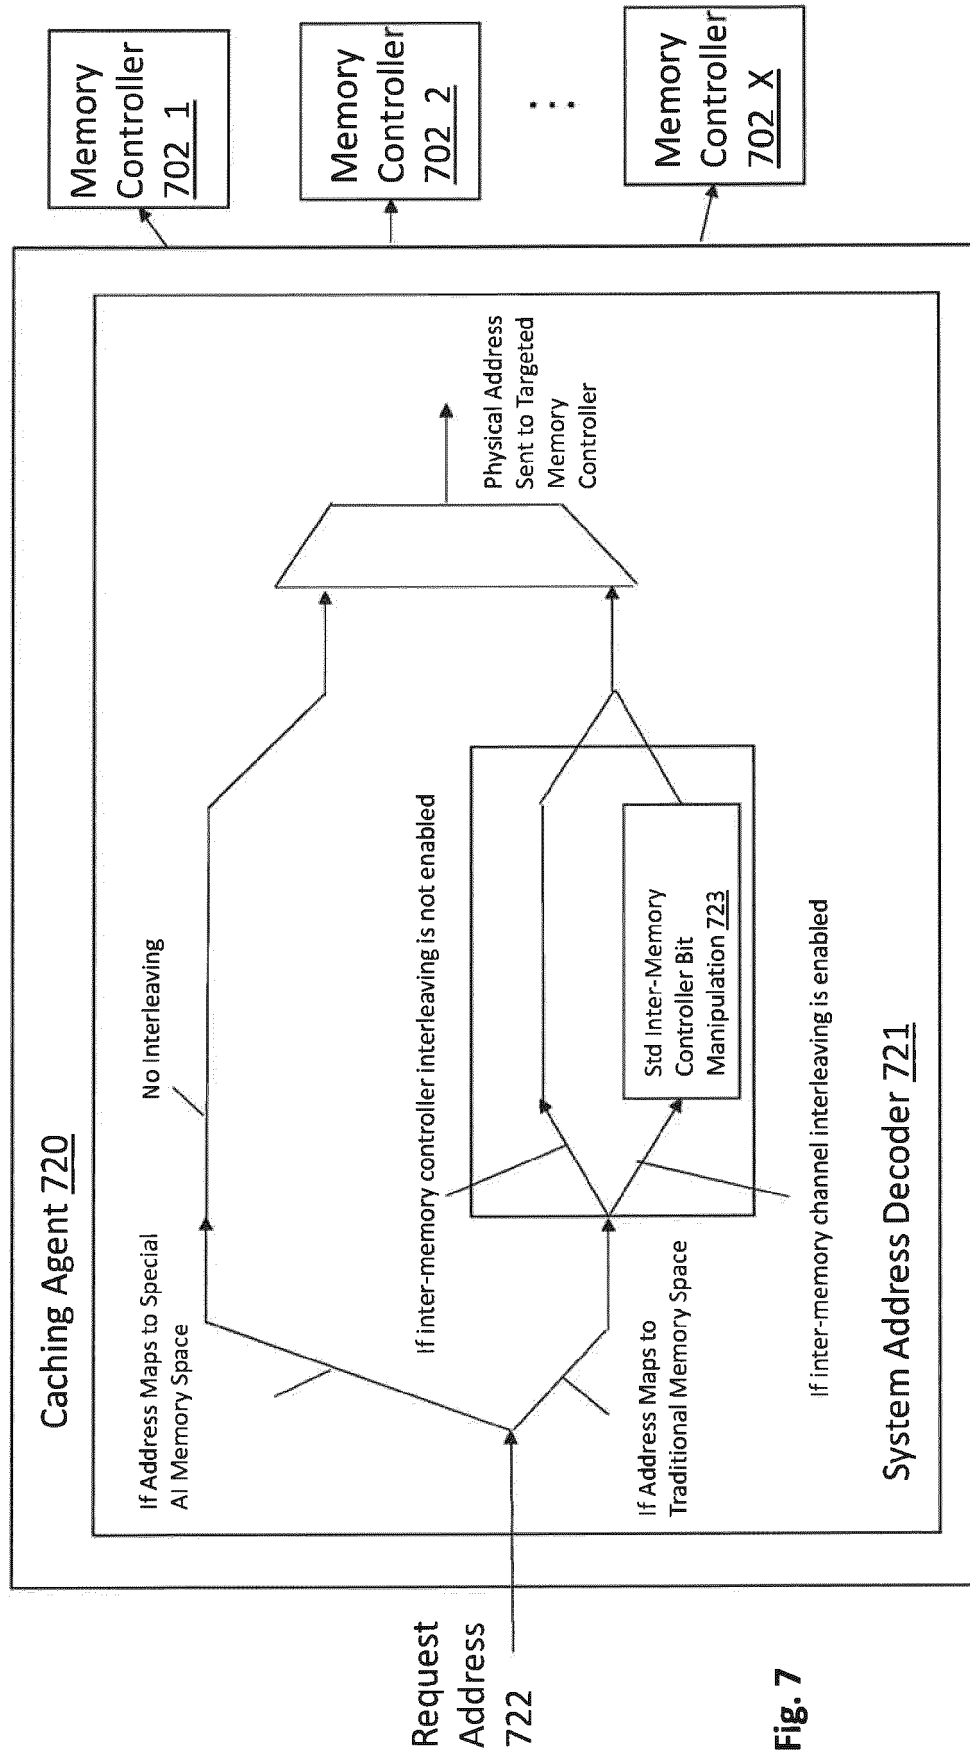 Caching Agent 720
Memory
Controller
702_1
Memory
Controller
702_2
...
Memory
Controller
702_X
If Address Maps to Special
AI Memory Space
No Interleaving
If inter-memory controller interleaving is not enabled
Physical Address
Sent to Targeted
Memory
Controller
Request
Address
722
Std Inter-Memory
Controller Bit
Manipulation 723
If Address Maps to
Traditional Memory Space
If inter-memory channel interleaving is enabled
System Address Decoder 721
Fig. 7